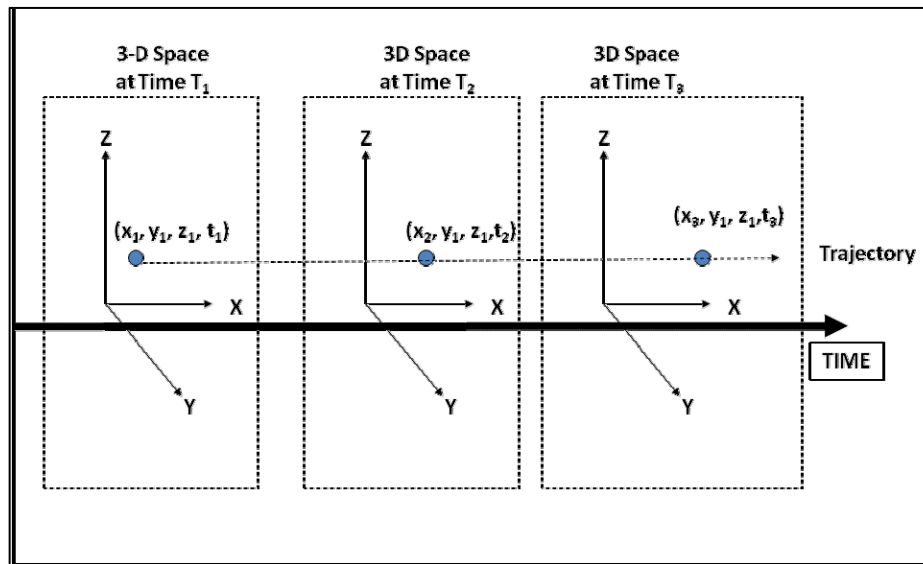 3-D Space
at Time T₁
3D Space
at Time T₂
3D Space
at Time T₃
Z
Z
Z
(x₁, y₁, z₁, t₁)
(x₂, y₁, z₁,t₂)
(x₃, y₁, z₁,t₃)
Trajectory
X
X
X
TIME
Y
Y
Y